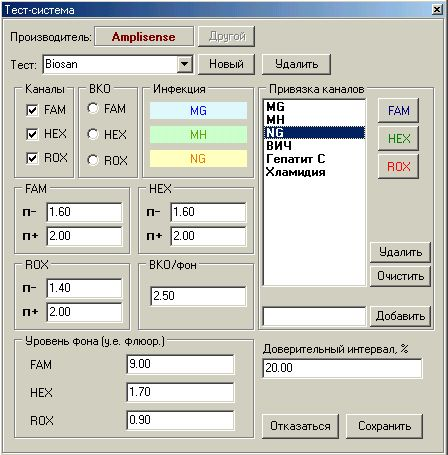 Тест-система
Производитель: Amplisense Другой
Тест: Biosan Новый Удалить
Каналы ВКО Инфекция Привязка каналов
FAM FAM MG
HEX HEX MH
ROX ROX NG
MG
MH
NG
ВИЧ
Гепатит С
Хламидия
FAM
HEX
ROX
FAM HEX
п- 1.60 п- 1.60
п+ 2.00 п+ 2.00
ROX ВКО/фон
п- 1.40
п+ 2.00
2.50
Удалить
Очистить
Добавить
Уровень фона (у.е. флюор.)
FAM 9.00
HEX 1.70
ROX 0.90
Доверительный интервал, %
20.00
Отказаться Сохранить